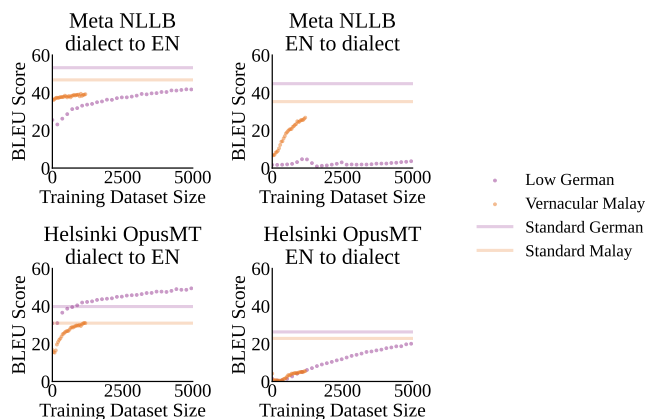 Meta NLLB
dialect to EN
Meta NLLB
EN to dialect
60
40
20
0
BLEU Score
0 2500 5000
Training Dataset Size
60
40
20
0
BLEU Score
0 2500 5000
Training Dataset Size
Low German
Vernacular Malay
Standard German
Standard Malay
Helsinki OpusMT
dialect to EN
Helsinki OpusMT
EN to dialect
60
40
20
0
BLEU Score
0 2500 5000
Training Dataset Size
60
40
20
0
BLEU Score
0 2500 5000
Training Dataset Size